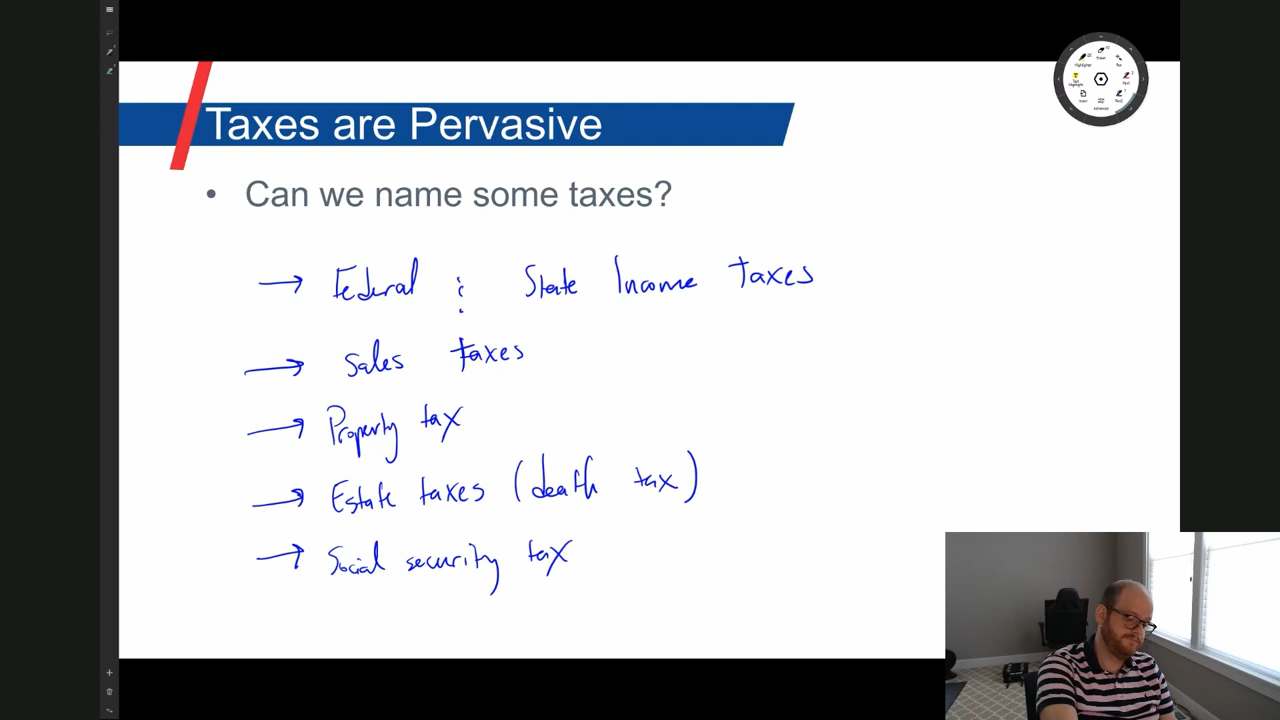 Taxes are Pervasive
• Can we name some taxes?
→ Federal & State Income Taxes
→ Sales taxes
→ Property tax
→ Estate taxes (death tax)
→ Social security tax